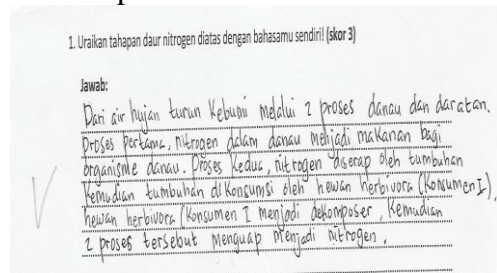 1. Uraikan tahapan daur nitrogen diatas dengan bahasamu sendiri! (skor 3)
Jawab:
Dari air hujan turun kebumi melalui 2 proses danau dan daratan.
Proses pertama, nitrogen dalam danau menjadi makanan bagi
organisme danau. Proses kedua, nitrogen diserap oleh tumbuhan
kemudian tumbuhan di konsumsi oleh hewan herbivora (konsumen I),
hewan herbivora (konsumen I menjadi dekomposer, kemudian
2 proses tersebut menguap menjadi nitrogen.